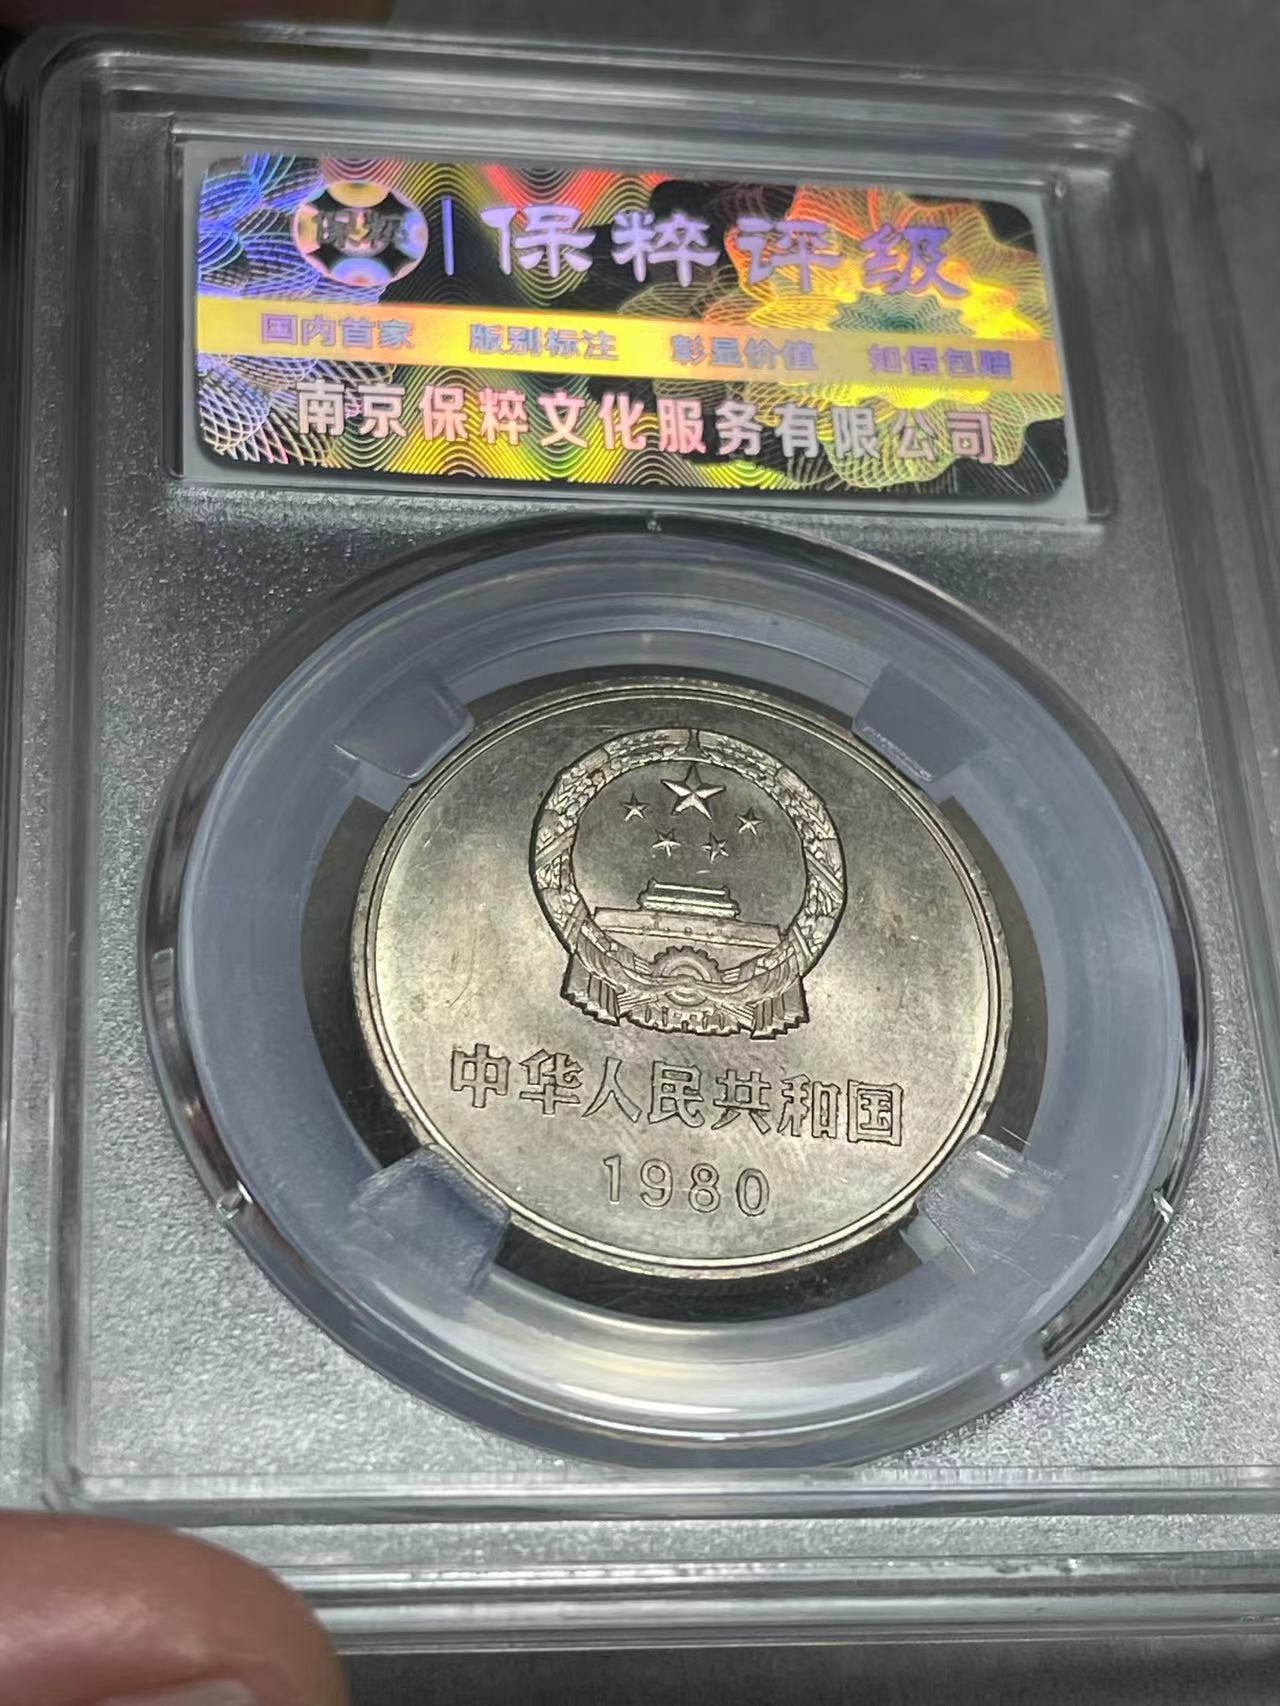 保粹 | 保粹评级
国内首家 版别标注 彰显价值 如假包赔
南京保粹文化服务有限公司
中华人民共和国
1980